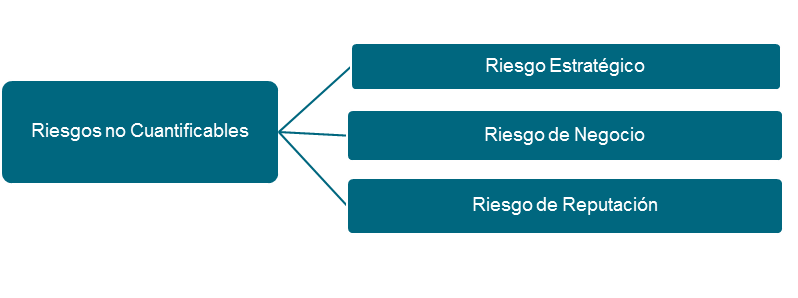 Riesgo Estratégico
Riesgos no Cuantificables
Riesgo de Negocio
Riesgo de Reputación